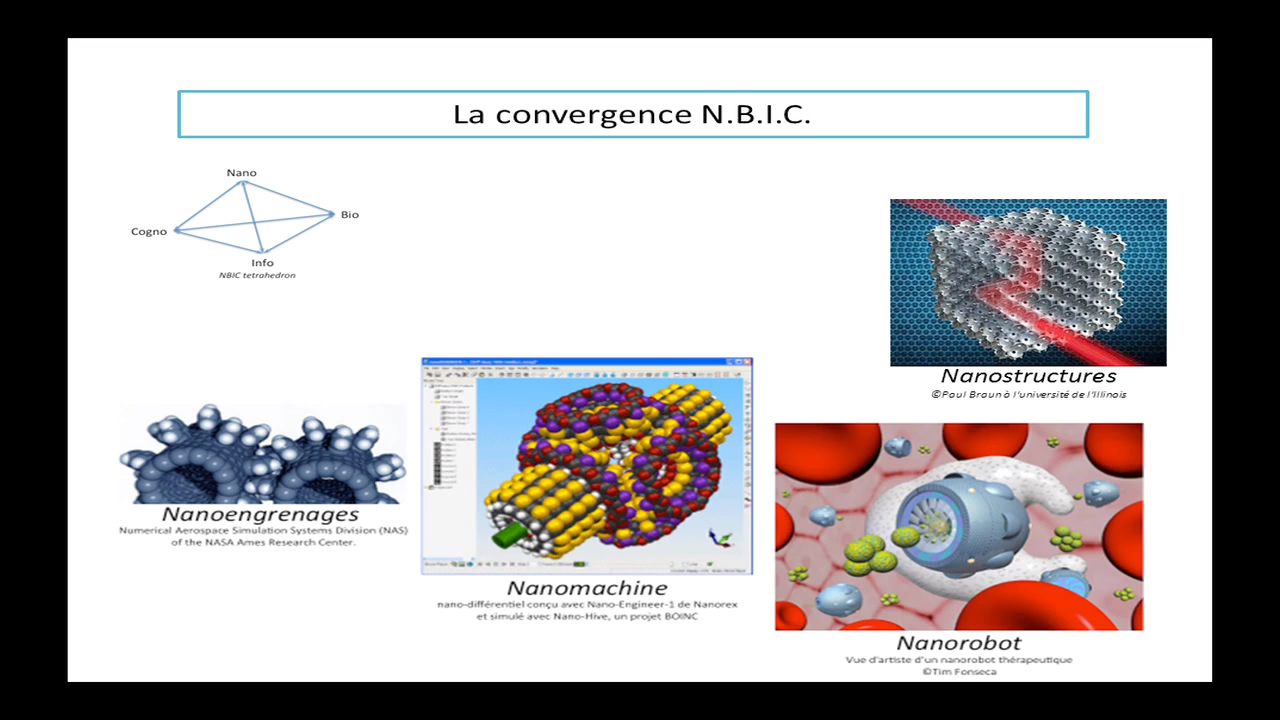 La convergence N.B.I.C.
Nano
Bio
Cogno
Info
NBIC tetrahedron
Nanostructures
©Paul Braun à l'université de l'Illinois
Nanoengrenages
Numerical Aerospace Simulation Systems Division (NAS)
of the NASA Ames Research Center.
Nanomachine
nano-différentiel conçu avec Nano-Engineer-1 de Nanorex
et simulé avec Nano-Hive, un projet BOINC
Nanorobot
Vue d'artiste d'un nanorobot thérapeutique
©Tim Fonseca